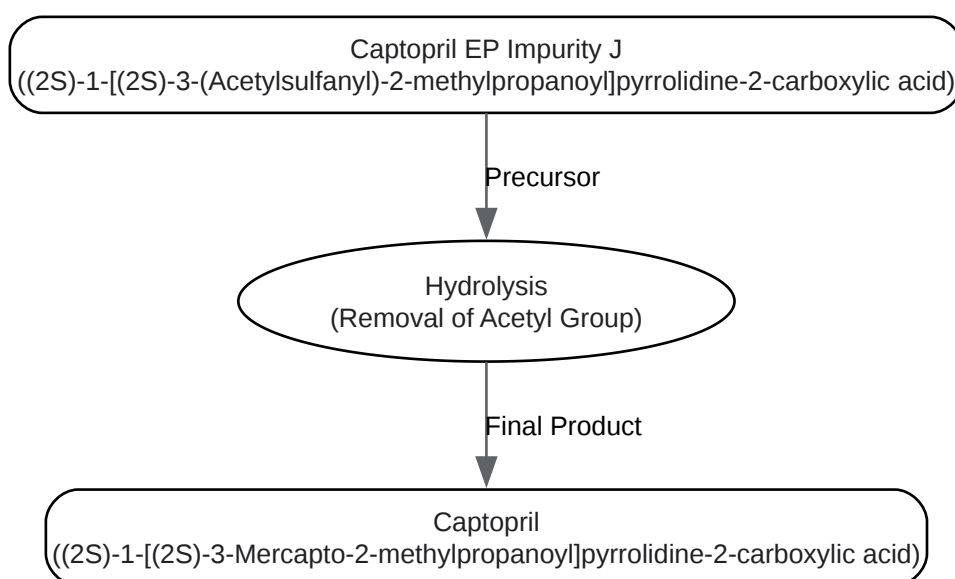 Captopril EP Impurity J
((2S)-1-[(2S)-3-(Acetylsulfanyl)-2-methylpropanoyl]pyrrolidine-2-carboxylic acid)
Precursor
Hydrolysis
(Removal of Acetyl Group)
Final Product
Captopril
((2S)-1-[(2S)-3-Mercapto-2-methylpropanoyl]pyrrolidine-2-carboxylic acid)